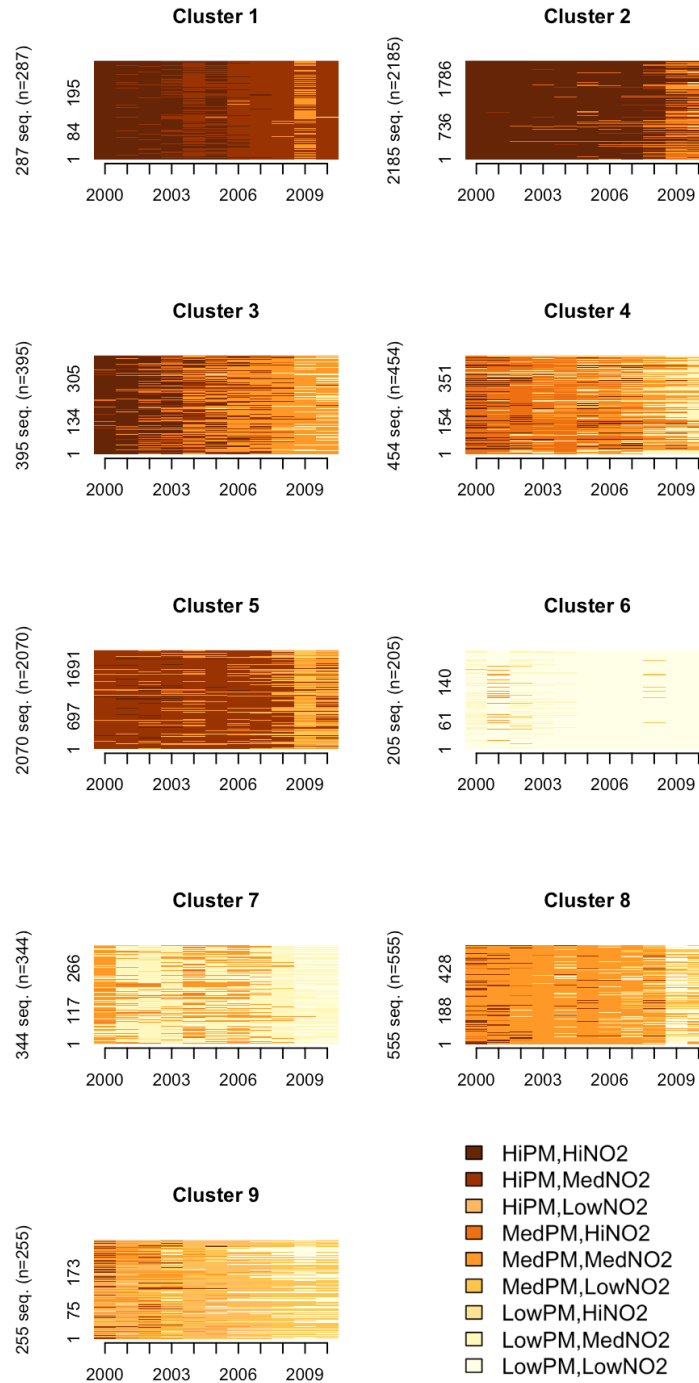 Cluster 1
287 seq. (n=287)
1 84 195
2000 2003 2006 2009
Cluster 2
2185 seq. (n=2185)
1 736 1786
2000 2003 2006 2009
Cluster 3
395 seq. (n=395)
1 134 305
2000 2003 2006 2009
Cluster 4
454 seq. (n=454)
1 154 351
2000 2003 2006 2009
Cluster 5
2070 seq. (n=2070)
1 697 1691
2000 2003 2006 2009
Cluster 6
205 seq. (n=205)
1 61 140
2000 2003 2006 2009
Cluster 7
344 seq. (n=344)
1 117 266
2000 2003 2006 2009
Cluster 8
555 seq. (n=555)
1 188 428
2000 2003 2006 2009
Cluster 9
255 seq. (n=255)
1 75 173
2000 2003 2006 2009
HiPM,HiNO2
HiPM,MedNO2
HiPM,LowNO2
MedPM,HiNO2
MedPM,MedNO2
MedPM,LowNO2
LowPM,HiNO2
LowPM,MedNO2
LowPM,LowNO2